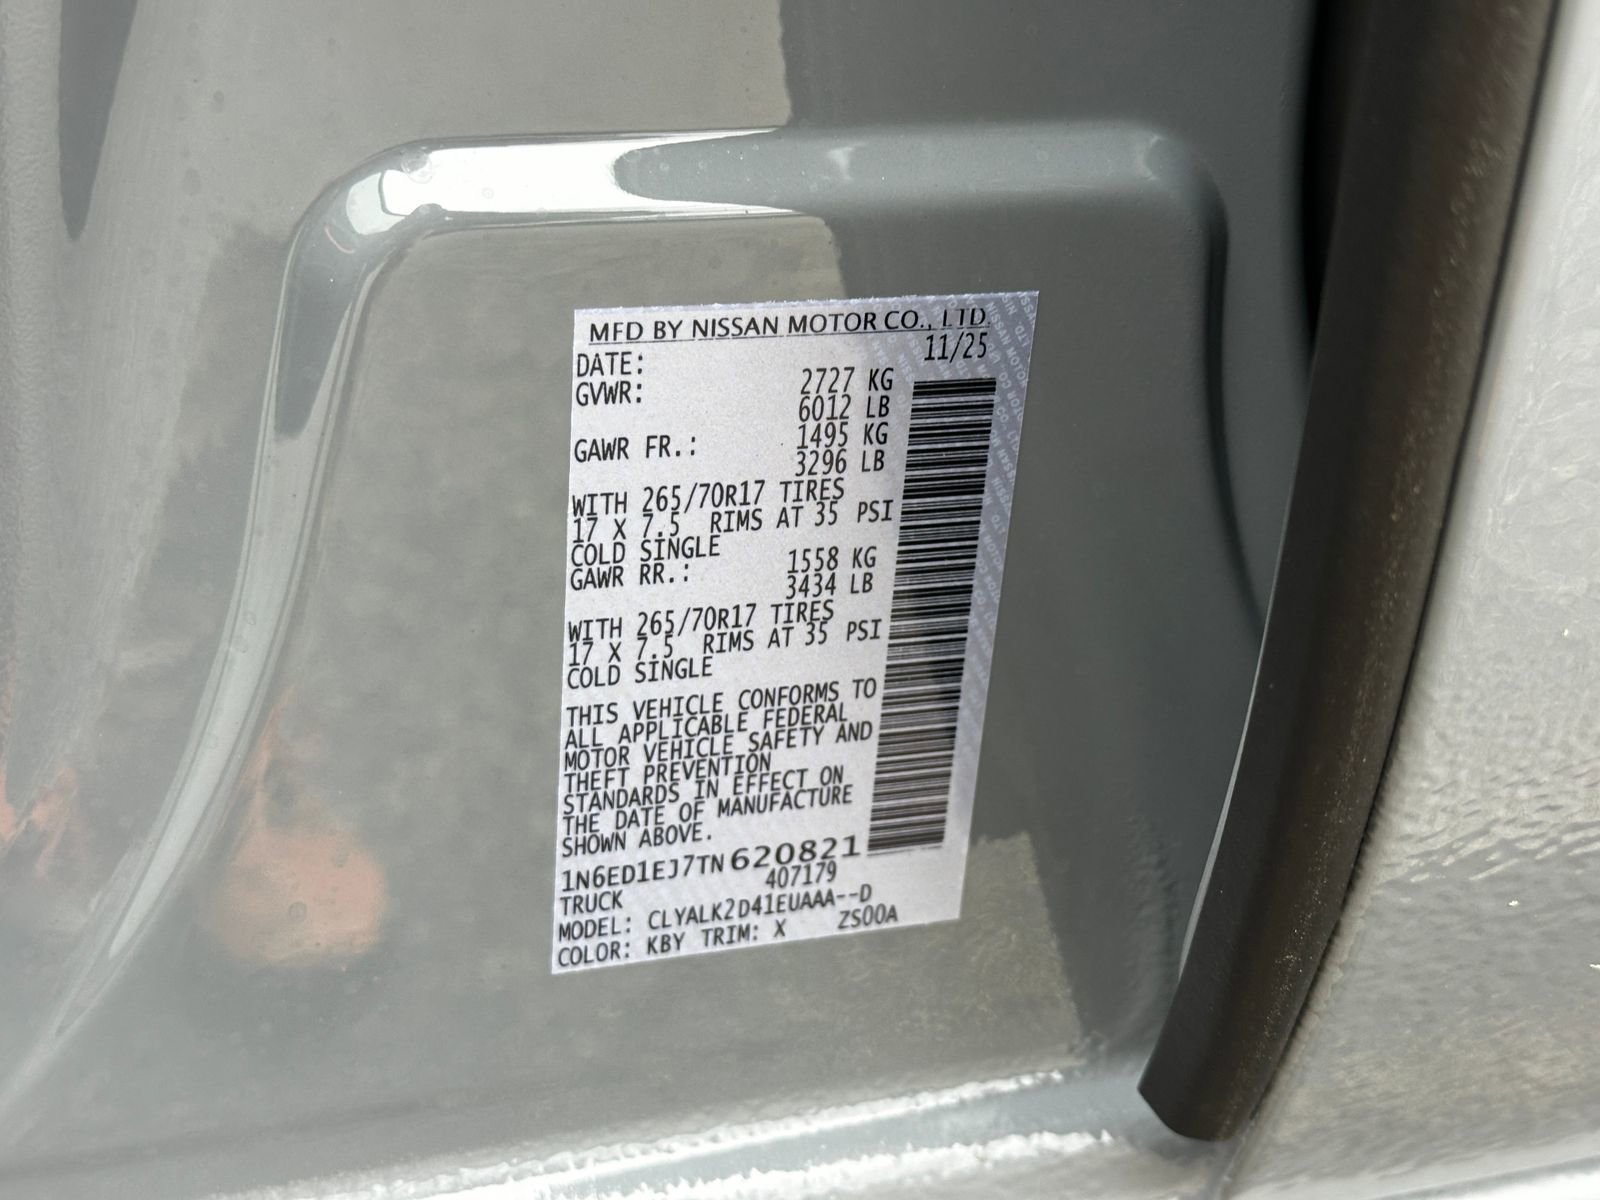 MFD BY NISSAN MOTOR CO., LTD.
DATE: 11/25
GVWR: 2727 KG
6012 LB
GAWR FR.: 1495 KG
3296 LB
WITH 265/70R17 TIRES
17 X 7.5 RIMS AT 35 PSI
COLD SINGLE
GAWR RR.: 1558 KG
3434 LB
WITH 265/70R17 TIRES
17 X 7.5 RIMS AT 35 PSI
COLD SINGLE
THIS VEHICLE CONFORMS TO
ALL APPLICABLE FEDERAL
MOTOR VEHICLE SAFETY AND
THEFT PREVENTION
STANDARDS IN EFFECT ON
THE DATE OF MANUFACTURE
SHOWN ABOVE.
1N6ED1EJ7TN620821
407179
TRUCK
MODEL: CLYALK2D41EUAAA--D
COLOR: KBY TRIM: X ZS00A